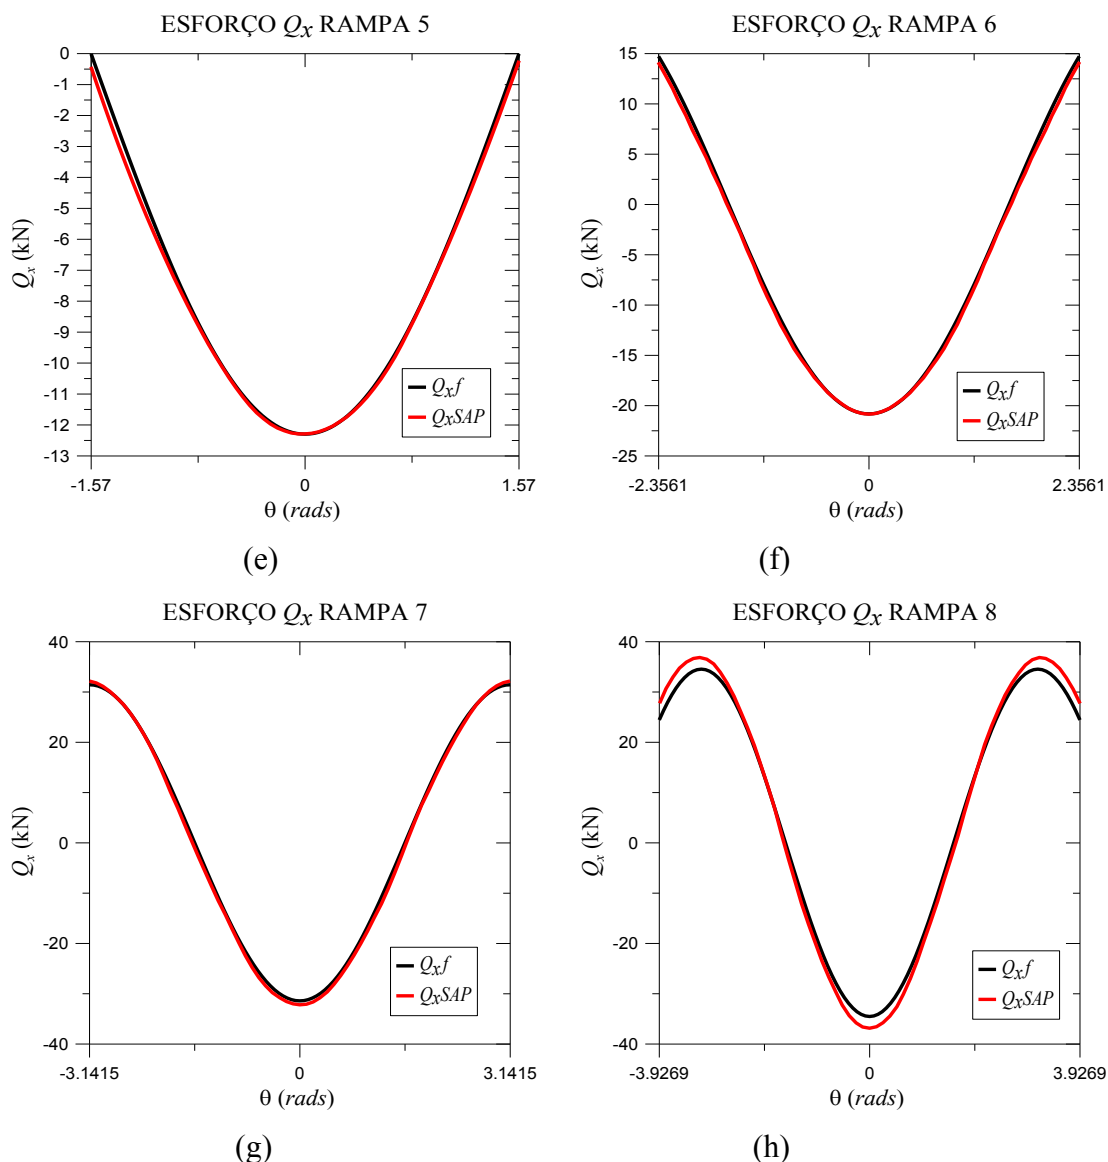 ESFORÇO Qx RAMPA 5
0
-1
-2
-3
-4
-5
-6
-7
-8
-9
-10
-11
-12
-13
Qx (kN)
Qxf
QxSAP
-1.57 0 1.57
θ (rads)
(e)
ESFORÇO Qx RAMPA 6
15
10
5
0
-5
-10
-15
-20
-25
Qx (kN)
Qxf
QxSAP
-2.3561 0 2.3561
θ (rads)
(f)
ESFORÇO Qx RAMPA 7
40
20
0
-20
-40
Qx (kN)
Qxf
QxSAP
-3.1415 0 3.1415
θ (rads)
(g)
ESFORÇO Qx RAMPA 8
40
20
0
-20
-40
Qx (kN)
Qxf
QxSAP
-3.9269 0 3.9269
θ (rads)
(h)